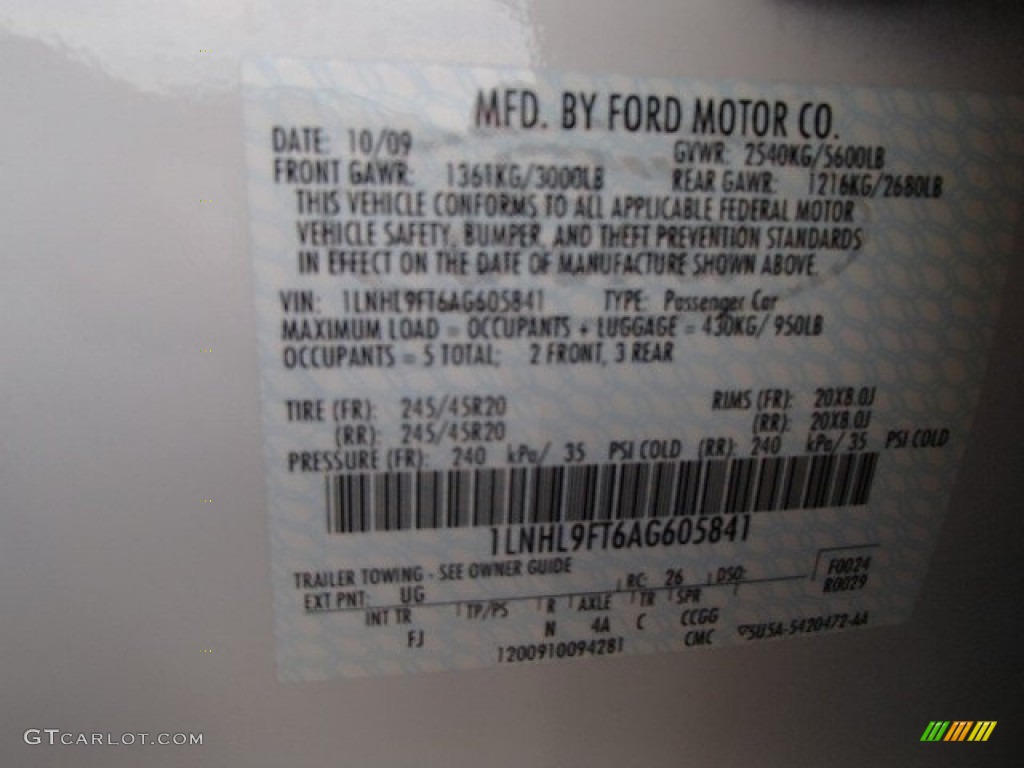 MFD. BY FORD MOTOR CO.
DATE: 10/09 GVWR: 2540KG/5600LB
FRONT GAWR: 1361KG/3000LB REAR GAWR: 1216KG/2680LB
THIS VEHICLE CONFORMS TO ALL APPLICABLE FEDERAL MOTOR
VEHICLE SAFETY, BUMPER, AND THEFT PREVENTION STANDARDS
IN EFFECT ON THE DATE OF MANUFACTURE SHOWN ABOVE.
VIN: 1LNHL9FT6AG605841 TYPE: Passenger Car
MAXIMUM LOAD = OCCUPANTS + LUGGAGE = 430KG/ 950LB
OCCUPANTS = 5 TOTAL; 2 FRONT, 3 REAR
TIRE (FR): 245/45R20 RIMS (FR): 20X8.0J
(RR): 245/45R20 (RR): 20X8.0J
PRESSURE (FR): 240 kPa/ 35 PSI COLD (RR): 240 kPa/ 35 PSI COLD
1LNHL9FT6AG605841
TRAILER TOWING - SEE OWNER GUIDE
EXT PNT: UG RC: 26 DSO: F0024
R0029
INT TR TP/PS R AXLE TR SPR
FJ N 4A C CCGG
1200910094281 CMC 5U5A-5420472-AA
GTCARLOT.COM